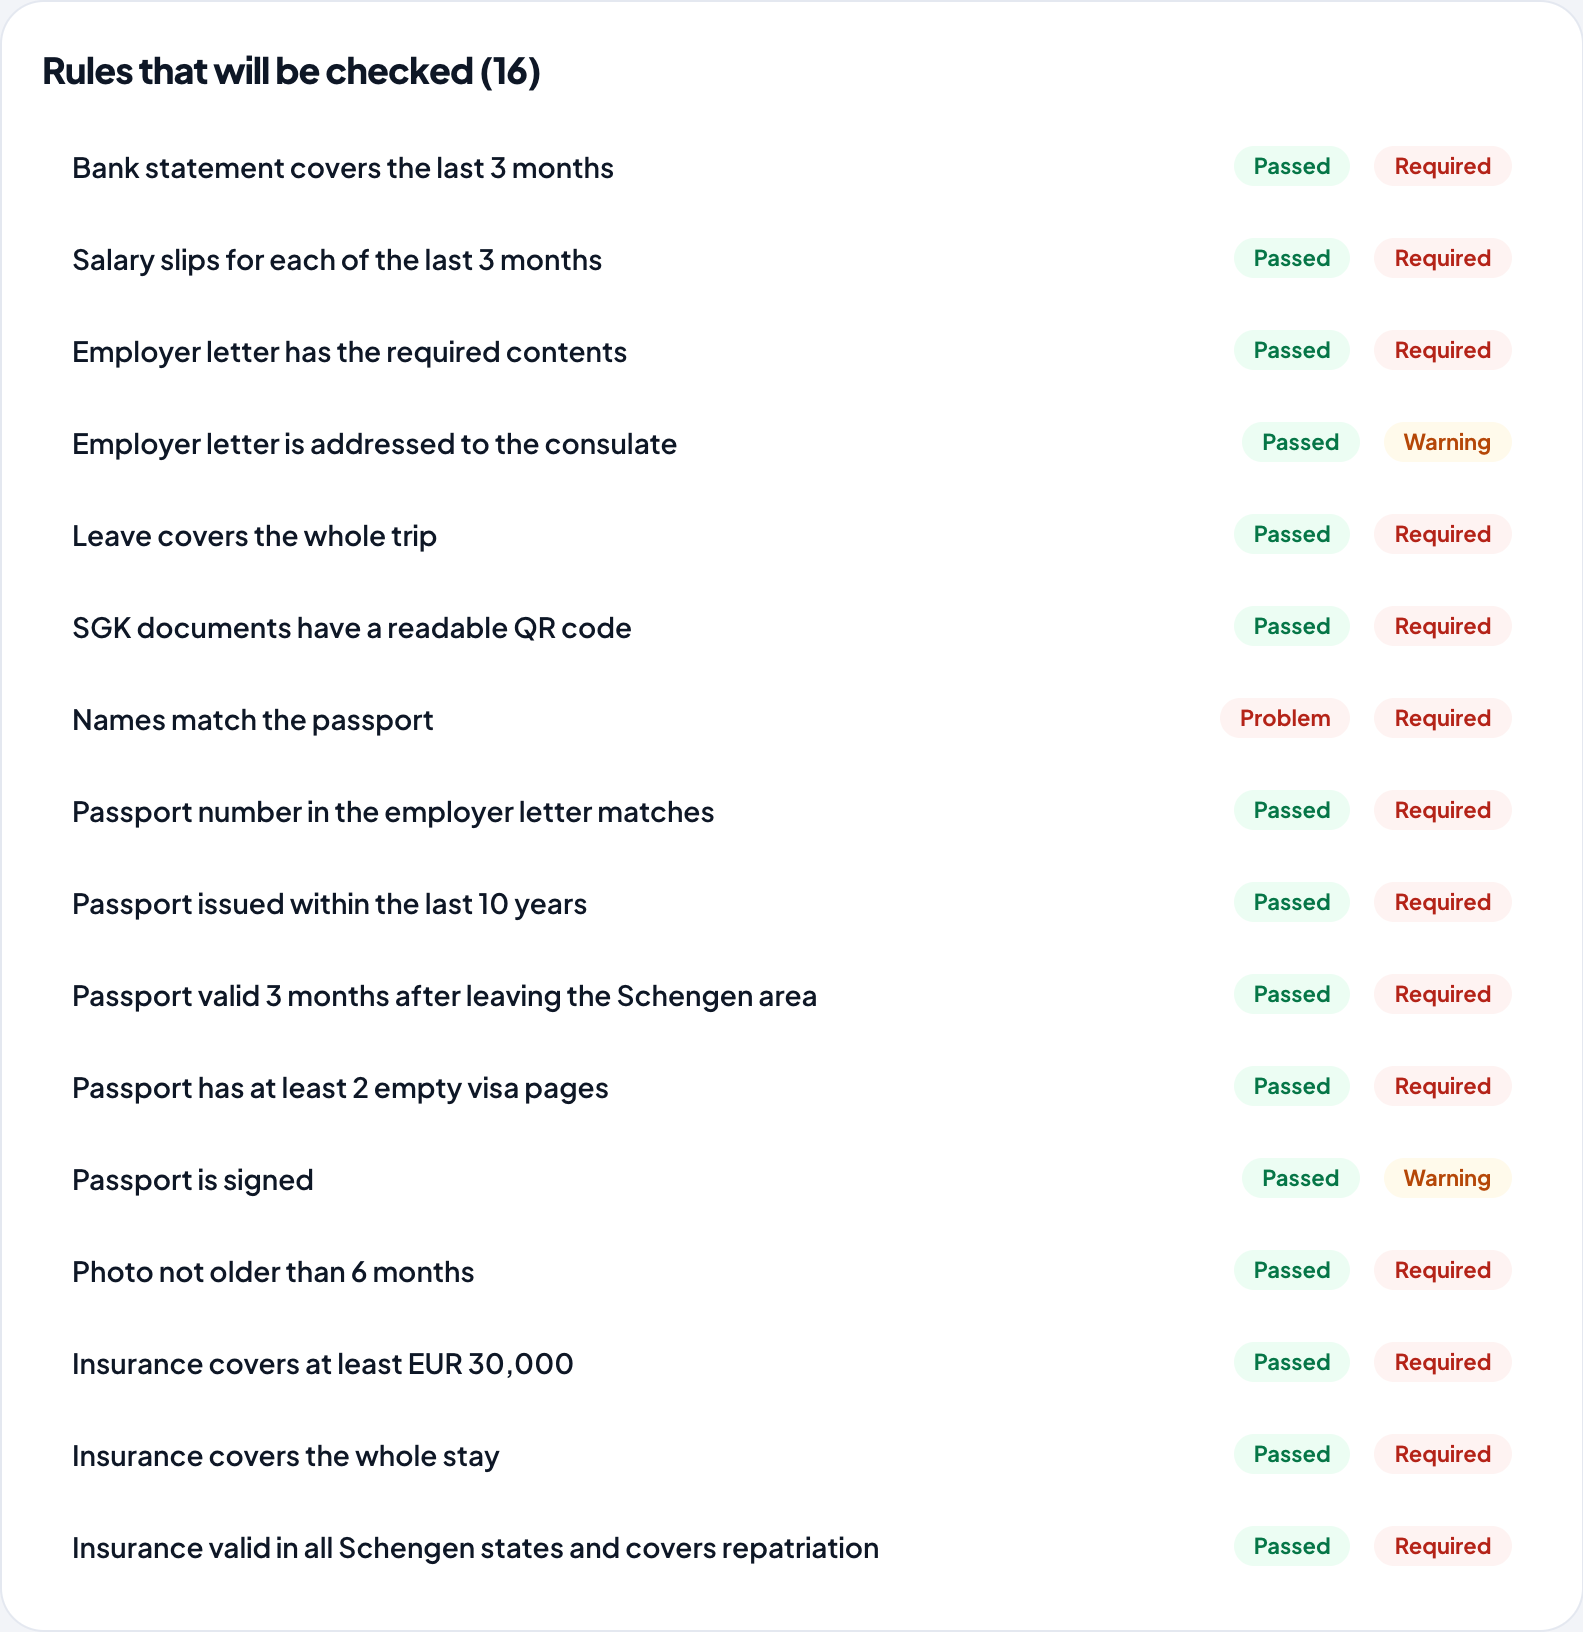 Rules that will be checked (16)
Bank statement covers the last 3 months Passed Required
Salary slips for each of the last 3 months Passed Required
Employer letter has the required contents Passed Required
Employer letter is addressed to the consulate Passed Warning
Leave covers the whole trip Passed Required
SGK documents have a readable QR code Passed Required
Names match the passport Problem Required
Passport number in the employer letter matches Passed Required
Passport issued within the last 10 years Passed Required
Passport valid 3 months after leaving the Schengen area Passed Required
Passport has at least 2 empty visa pages Passed Required
Passport is signed Passed Warning
Photo not older than 6 months Passed Required
Insurance covers at least EUR 30,000 Passed Required
Insurance covers the whole stay Passed Required
Insurance valid in all Schengen states and covers repatriation Passed Required